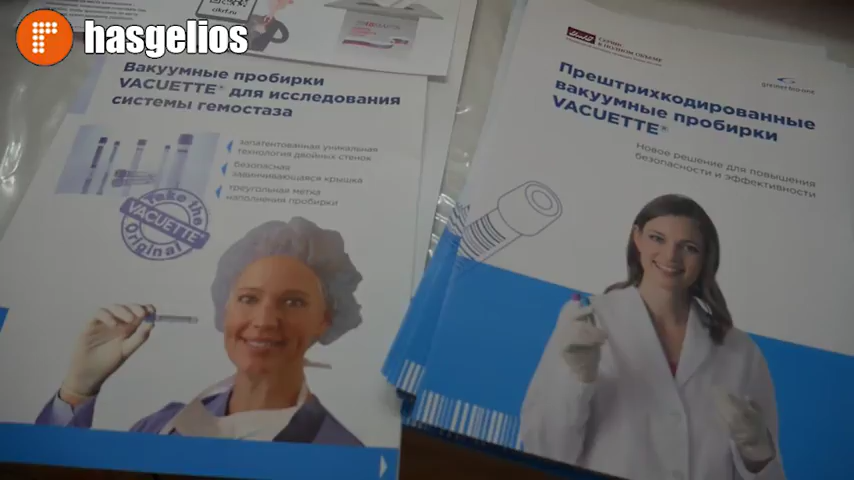 hasgelios
Вакуумные пробирки
VACUETTE® для исследования
системы гемостаза
запатентованная уникальная
технология двойных стенок
безопасная
завинчивающаяся крышка
треугольная метка
наполнения пробирки
Take the
VACUETTE
Original
Прештрихкодированные
вакуумные пробирки
VACUETTE®
Новое решение для повышения
безопасности и эффективности
greiner bio-one